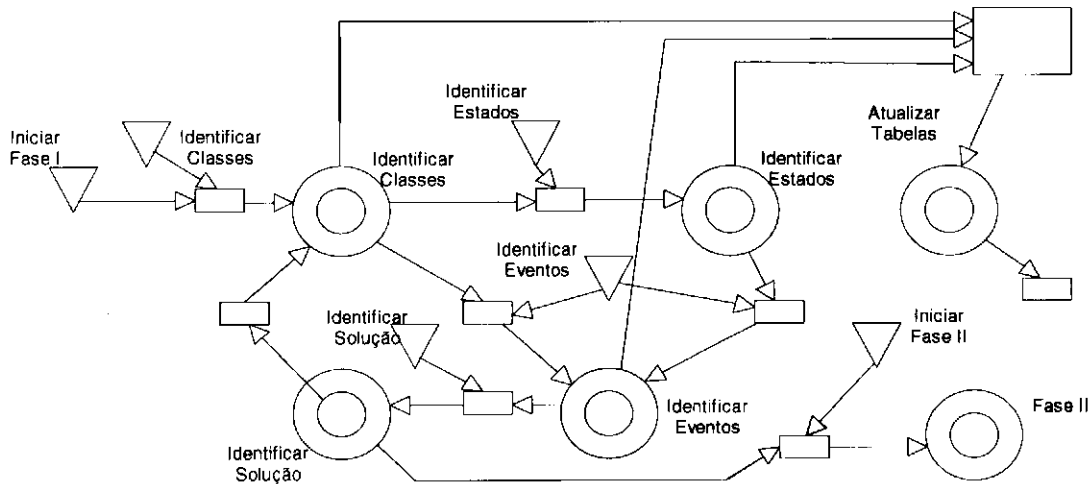 Identificar
Estados
Atualizar
Tabelas
Iniciar
Fase I
Identificar
Classes
Identificar
Classes
Identificar
Estados
Identificar
Eventos
Identificar
Solução
Iniciar
Fase II
Identificar
Eventos
Fase II
Identificar
Solução